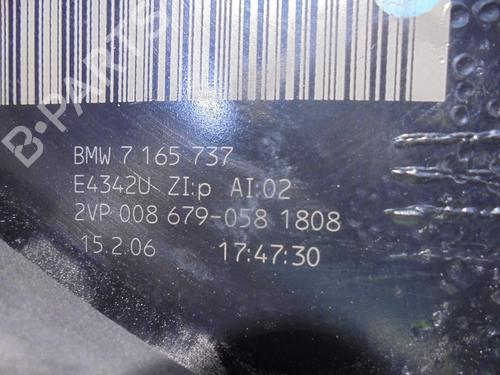 B-PARTS
BMW 7 165 737
E4342U ZI:p AI:02
2VP 008 679-058 1808
15.2.06 17:47:30